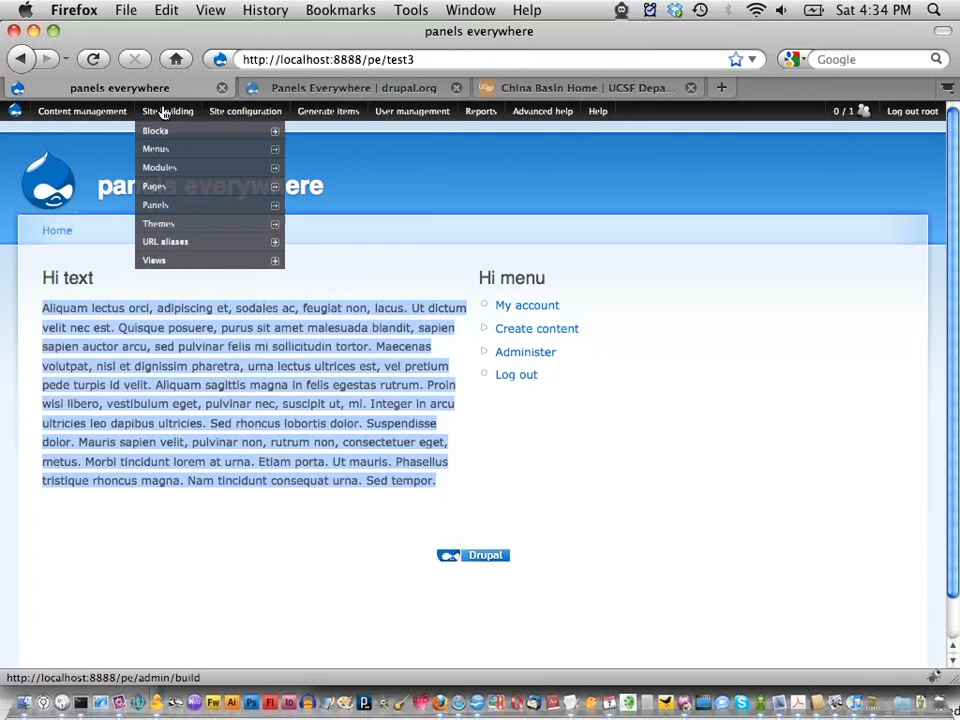 Firefox File Edit View History Bookmarks Tools Window Help Sat 4:34 PM
panels everywhere
http://localhost:8888/pe/test3 Google
panels everywhere Panels Everywhere | drupal.org China Basin Home | UCSF Depa...
Content management Site building Site configuration Generate items User management Reports Advanced help Help 0 / 1 Log out root
Blocks
Menus
Modules
Pages
panels everywhere
Panels
Themes
Home
URL aliases
Views
Hi text
Aliquam lectus orci, adipiscing et, sodales ac, feugiat non, lacus. Ut dictum
velit nec est. Quisque posuere, purus sit amet malesuada blandit, sapien
sapien auctor arcu, sed pulvinar felis mi sollicitudin tortor. Maecenas
volutpat, nisl et dignissim pharetra, urna lectus ultrices est, vel pretium
pede turpis id velit. Aliquam sagittis magna in felis egestas rutrum. Proin
wisi libero, vestibulum eget, pulvinar nec, suscipit ut, mi. Integer in arcu
ultricies leo dapibus ultricies. Sed rhoncus lobortis dolor. Suspendisse
dolor. Mauris sapien velit, pulvinar non, rutrum non, consectetuer eget,
metus. Morbi tincidunt lorem at urna. Etiam porta. Ut mauris. Phasellus
tristique rhoncus magna. Nam tincidunt consequat urna. Sed tempor.
Hi menu
My account
Create content
Administer
Log out
Drupal
http://localhost:8888/pe/admin/build
Fw Ai Ps Fl Id